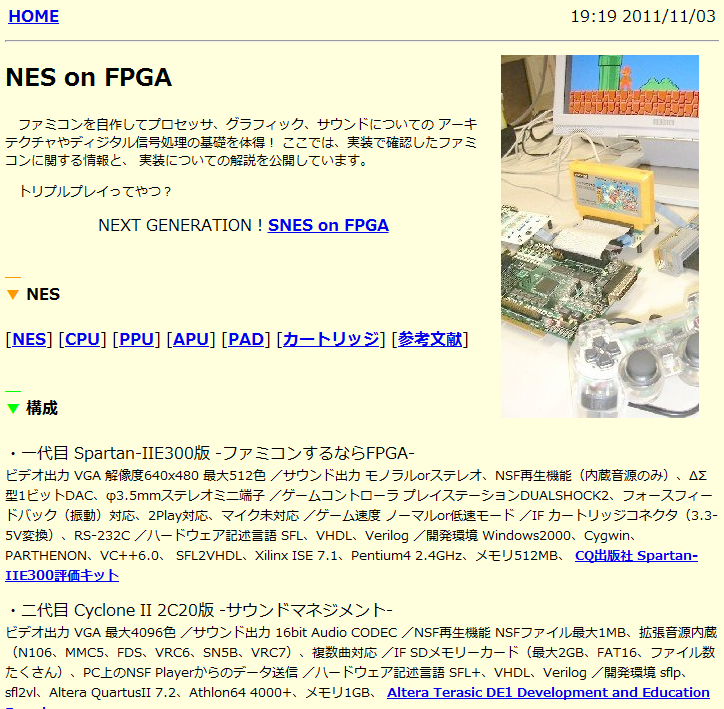 HOME
19:19 2011/11/03
NES on FPGA
ファミコンを自作してプロセッサ、グラフィック、サウンドについての アーキ
テクチャやディジタル信号処理の基礎を体得！ ここでは、実装で確認したファミ
コンに関する情報と、 実装についての解説を公開しています。
トリプルプレイってやつ？
NEXT GENERATION ! SNES on FPGA
▼ NES
[NES] [CPU] [PPU] [APU] [PAD] [カートリッジ] [参考文献]
▼ 構成
・一代目 Spartan-IIE300版 -ファミコンするならFPGA-
ビデオ出力 VGA 解像度640x480 最大512色 ／サウンド出力 モノラルorステレオ、NSF再生機能（内蔵音源のみ）、ΔΣ
型1ビットDAC、φ3.5mmステレオミニ端子 ／ゲームコントローラ プレイステーションDUALSHOCK2、フォースフィー
ドバック（振動）対応、2Play対応、マイク未対応 ／ゲーム速度 ノーマルor低速モード ／IF カートリッジコネクタ（3.3-
5V変換）、RS-232C ／ハードウェア記述言語 SFL、VHDL、Verilog ／開発環境 Windows2000、Cygwin、
PARTHENON、VC++6.0、 SFL2VHDL、Xilinx ISE 7.1、Pentium4 2.4GHz、メモリ512MB、 CQ出版社 Spartan-
IIE300評価キット
・二代目 Cyclone II 2C20版 -サウンドマネジメント-
ビデオ出力 VGA 最大4096色 ／サウンド出力 16bit Audio CODEC ／NSF再生機能 NSFファイル最大1MB、拡張音源内蔵
（N106、MMC5、FDS、VRC6、SN5B、VRC7）、複数曲対応 ／IF SDメモリーカード（最大2GB、FAT16、ファイル数
たくさん）、PC上のNSF Playerからのデータ送信 ／ハードウェア記述言語 SFL+、VHDL、Verilog ／開発環境 sflp、
sfl2vl、Altera QuartusII 7.2、Athlon64 4000+、メモリ1GB、 Altera Terasic DE1 Development and Education